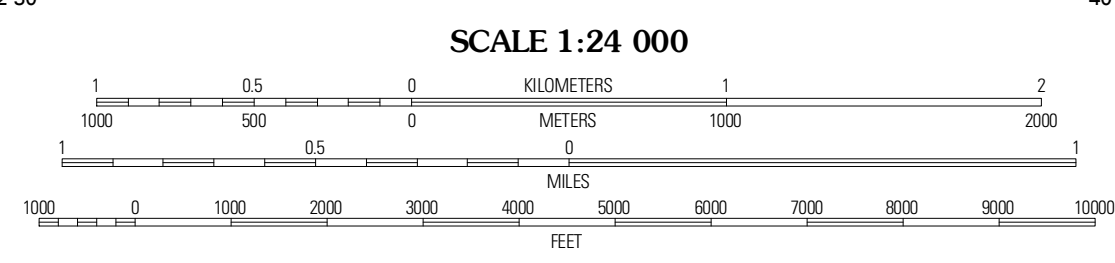 SCALE 1:24 000
1 0.5 0 KILOMETERS 1 2
1000 500 0 METERS 1000 2000
1 0.5 0 1
MILES
1000 0 1000 2000 3000 4000 5000 6000 7000 8000 9000 10000
FEET